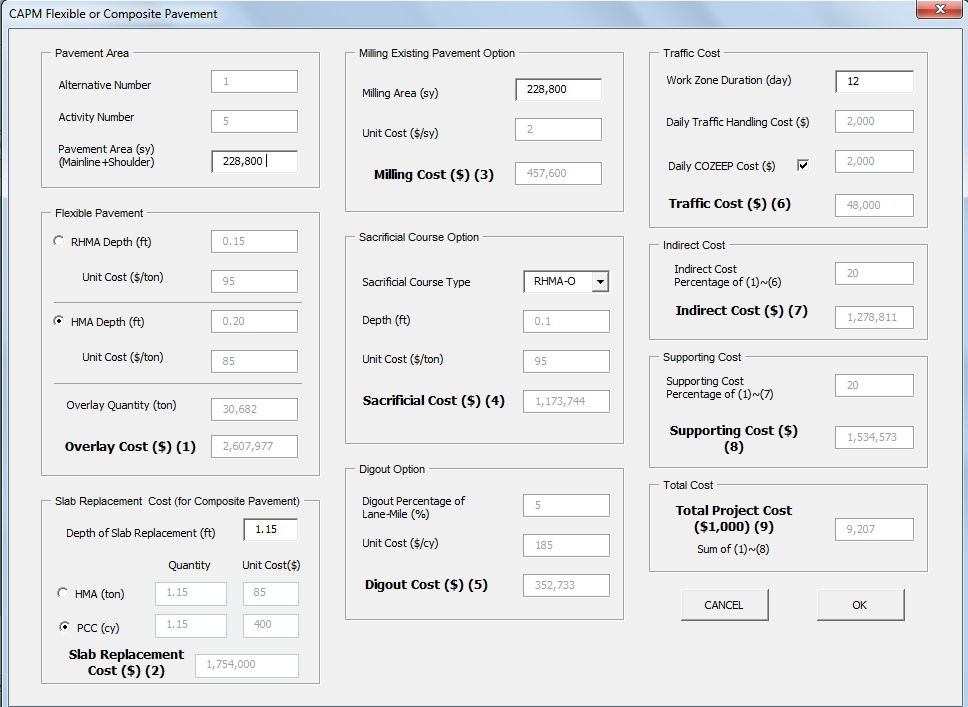 CAPM Flexible or Composite Pavement
Pavement Area
Alternative Number 1
Activity Number 5
Pavement Area (sy)
(Mainline+Shoulder) 228,800
Flexible Pavement
RHMA Depth (ft) 0.15
Unit Cost ($/ton) 95
HMA Depth (ft) 0.20
Unit Cost ($/ton) 85
Overlay Quantity (ton) 30,682
Overlay Cost ($) (1) 2,607,977
Slab Replacement Cost (for Composite Pavement)
Depth of Slab Replacement (ft) 1.15
Quantity Unit Cost($)
HMA (ton) 1.15 85
PCC (cy) 1.15 400
Slab Replacement
Cost ($) (2) 1,754,000
Milling Existing Pavement Option
Milling Area (sy) 228,800
Unit Cost ($/sy) 2
Milling Cost ($) (3) 457,600
Sacrificial Course Option
Sacrificial Course Type RHMA-O
Depth (ft) 0.1
Unit Cost ($/ton) 95
Sacrificial Cost ($) (4) 1,173,744
Digout Option
Digout Percentage of
Lane-Mile (%) 5
Unit Cost ($/cy) 185
Digout Cost ($) (5) 352,733
Traffic Cost
Work Zone Duration (day) 12
Daily Traffic Handling Cost ($) 2,000
Daily COZEEP Cost ($) 2,000
Traffic Cost ($) (6) 48,000
Indirect Cost
Indirect Cost
Percentage of (1)~(6) 20
Indirect Cost ($) (7) 1,278,811
Supporting Cost
Supporting Cost
Percentage of (1)~(7) 20
Supporting Cost ($)
(8) 1,534,573
Total Cost
Total Project Cost
($1,000) (9) 9,207
Sum of (1)~(8)
CANCEL OK